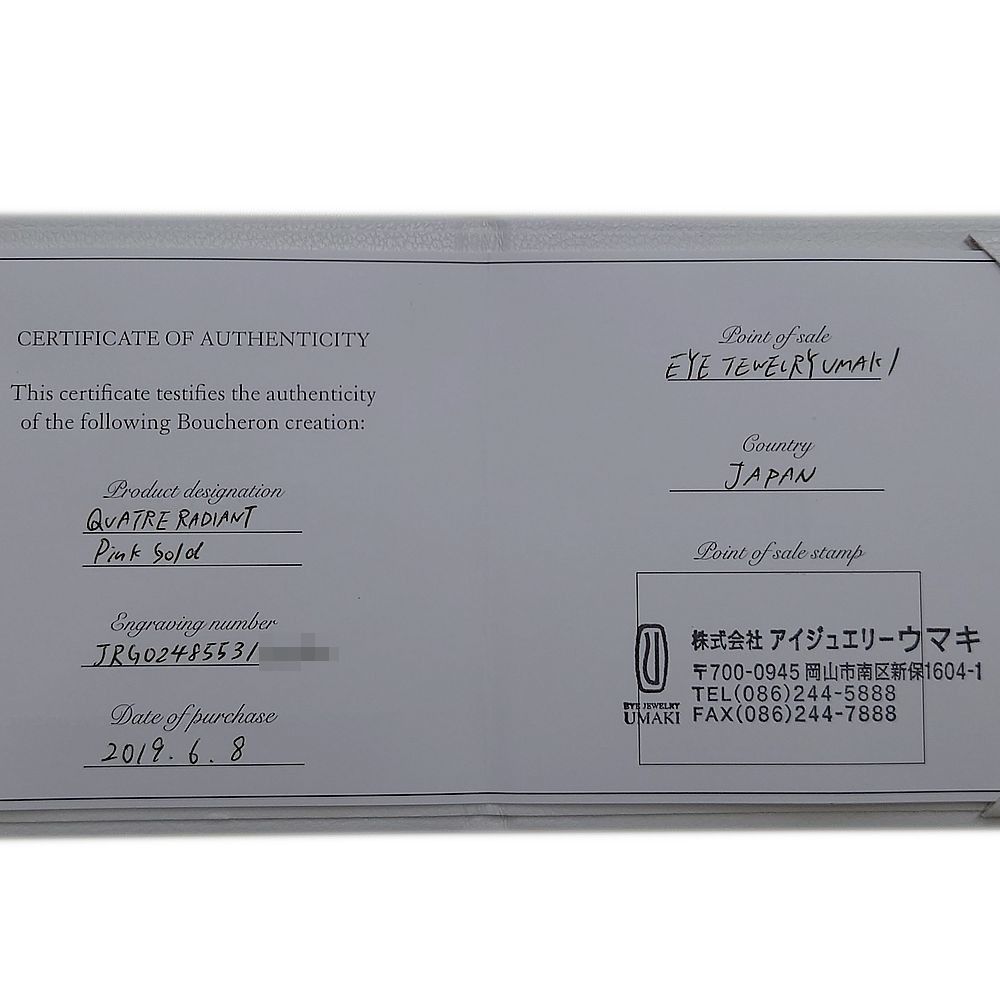 CERTIFICATE OF AUTHENTICITY
This certificate testifies the authenticity
of the following Boucheron creation:
Product designation
QUATRE RADIANT
Pink Gold
Engraving number
JRG02485531
Date of purchase
2019.6.8
Point of sale
EYE JEWELRY UMAKI
Country
JAPAN
Point of sale stamp
株式会社 アイジュエリーウマキ
〒700-0945 岡山市南区新保1604-1
TEL(086)244-5888
FAX(086)244-7888
EYE JEWELRY
UMAKI